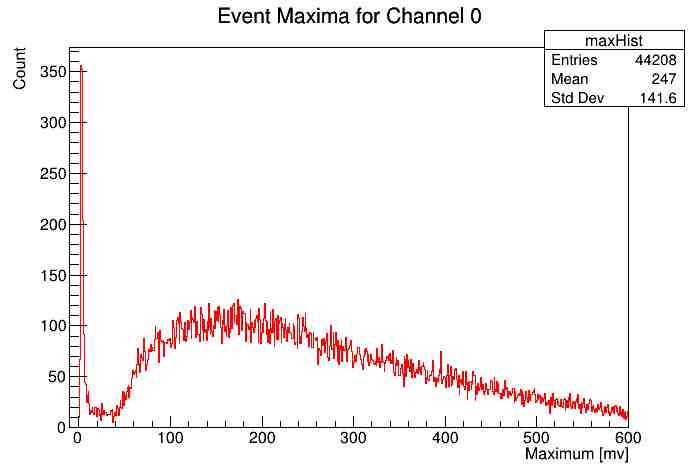 Event Maxima for Channel 0
maxHist
Entries 44208
Mean 247
Std Dev 141.6
Count
350
300
250
200
150
100
50
0
0 100 200 300 400 500 600
Maximum [mv]